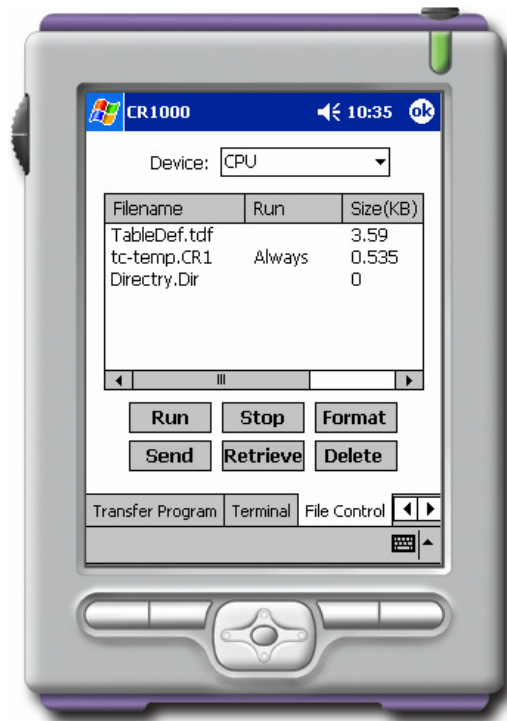 CR1000 10:35 ok
Device: CPU
Filename Run Size(KB)
TableDef.tdf 3.59
tc-temp.CR1 Always 0.535
Directry.Dir 0
Run Stop Format
Send Retrieve Delete
Transfer Program Terminal File Control